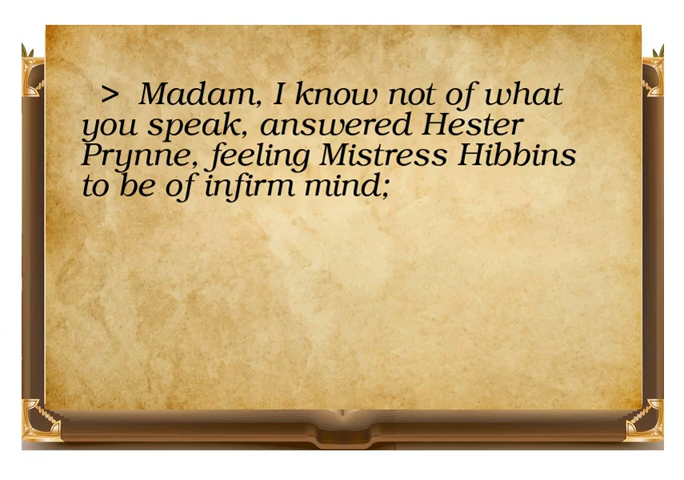 > Madam, I know not of what
you speak, answered Hester
Prynne, feeling Mistress Hibbins
to be of infirm mind;